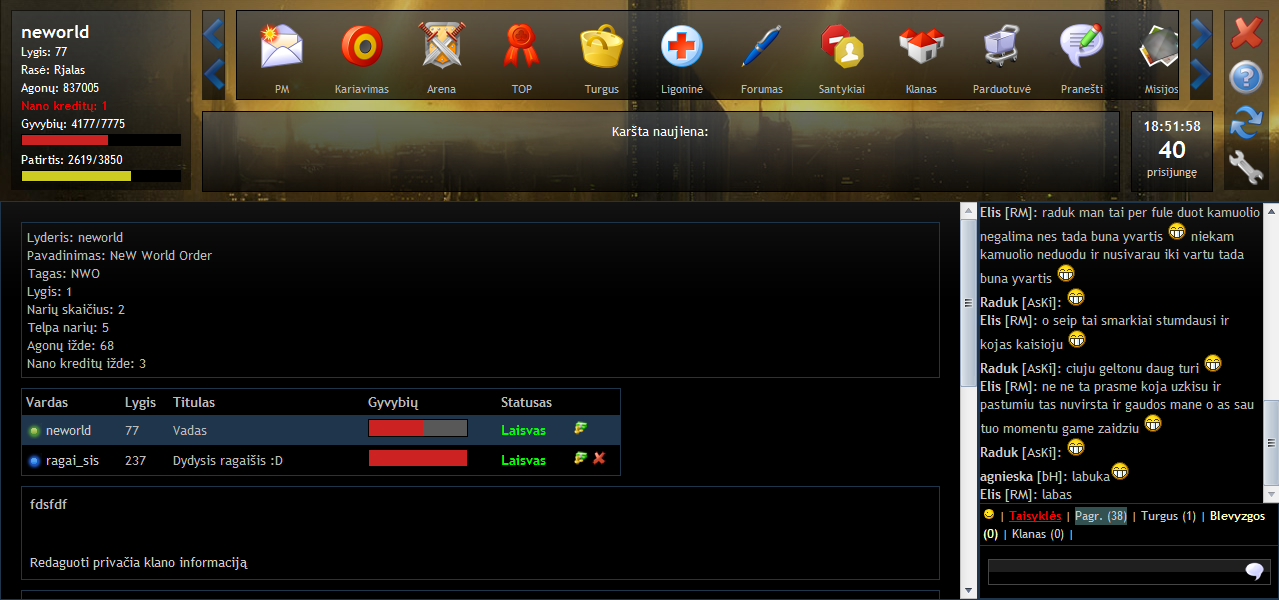 neworld
Lygis: 77
Rasė: Rjalas
Agonų: 837005
Nano kreditų: 1
Gyvybių: 4177/7775
Patirtis: 2619/3850
PM
Kariavimas
Arena
TOP
Turgus
Ligoninė
Forumas
Santykiai
Klanas
Parduotuvė
Pranešti
Misijos
Karšta naujiena:
18:51:58
40
prisijungę
Lyderis: neworld
Pavadinimas: NeW World Order
Tagas: NWO
Lygis: 1
Narių skaičius: 2
Telpa narių: 5
Agonų ižde: 68
Nano kreditų ižde: 3
Vardas Lygis Titulas Gyvybių Statusas
neworld 77 Vadas Laisvas
ragai_sis 237 Dydysis ragaišis :D Laisvas
fdsfdf
Redaguoti privačia klano informaciją
Elis [RM]: raduk man tai per fule duot kamuolio
negalima nes tada buna yvartis niekam
kamuolio neduodu ir nusivarau iki vartu tada
buna yvartis
Raduk [AsKi]:
Elis [RM]: o seip tai smarkiai stumdausi ir
kojas kaisioju
Raduk [AsKi]: ciuju geltonu daug turi
Elis [RM]: ne ne ta prasme koja uzkisu ir
pastumiu tas nuvirsta ir gaudos mane o as sau
tuo momentu game zaidziu
Raduk [AsKi]:
agnieska [bH]: labuka
Elis [RM]: labas
| Taisyklės | Pagr. (38) | Turgus (1) | Blevyzgos
(0) | Klanas (0) |